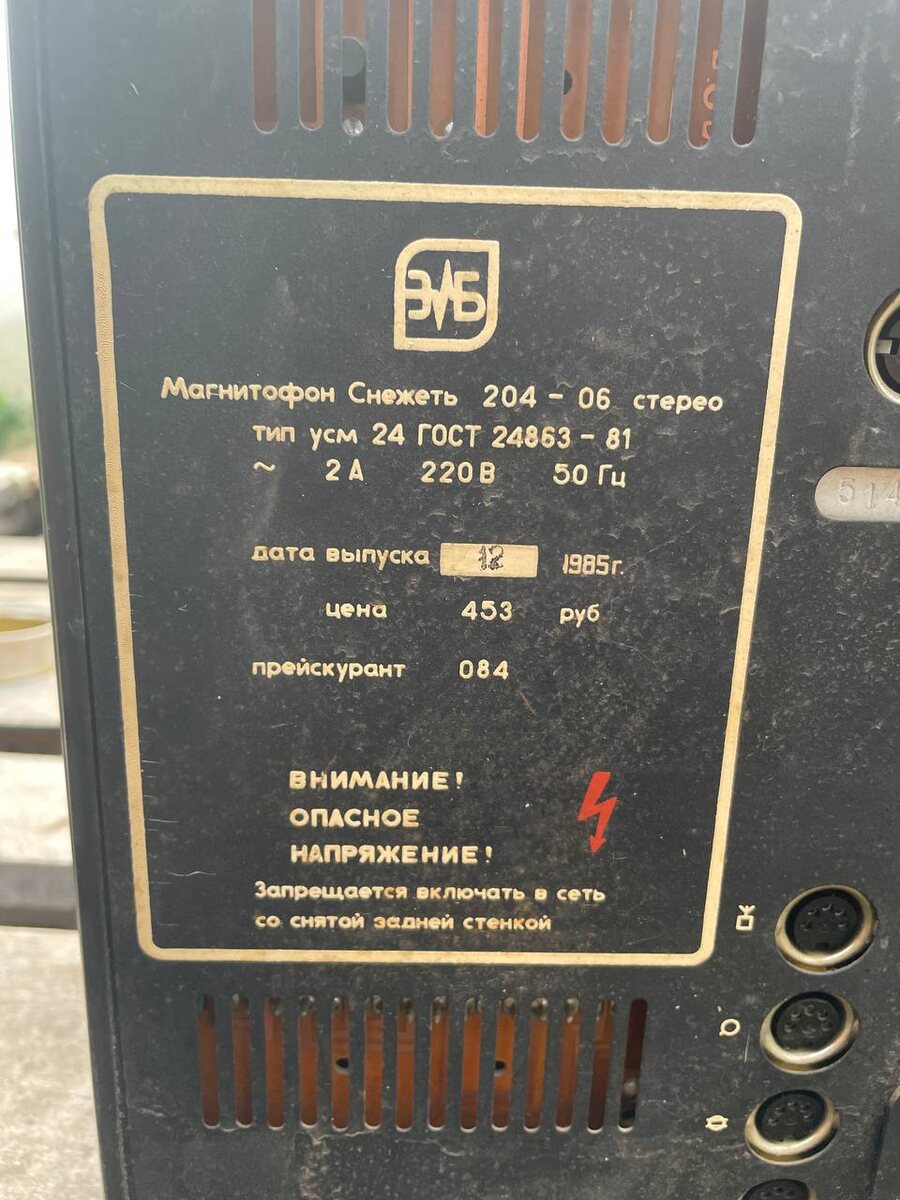 ЭЛБ
Магнитофон Снежеть 204 - 06 стерео
тип усм 24 ГОСТ 24863 - 81
~ 2 А 220 В 50 Гц
дата выпуска 12 1985г.
цена 453 руб
прейскурант 084
ВНИМАНИЕ!
ОПАСНОЕ
НАПРЯЖЕНИЕ!
Запрещается включать в сеть
со снятой задней стенкой
514